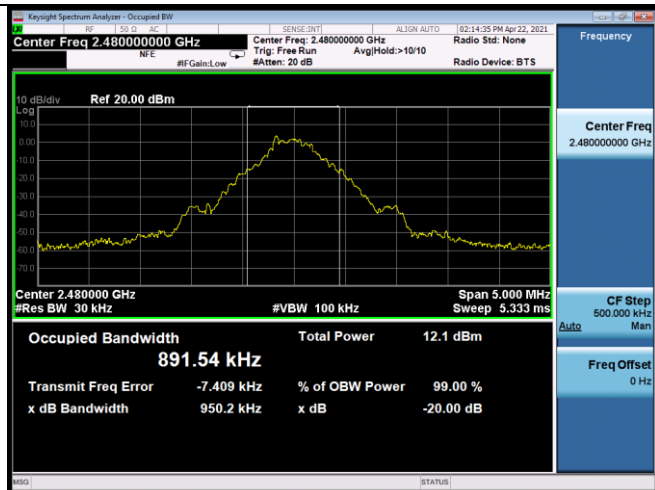 Keysight Spectrum Analyzer - Occupied BW
RF 50 Ω AC SENSE:INT ALIGN AUTO 02:14:35 PM Apr 22, 2021
Center Freq 2.480000000 GHz
NFE
#IFGain:Low
Center Freq: 2.480000000 GHz
Trig: Free Run Avg|Hold:>10/10
#Atten: 20 dB
Radio Std: None
Radio Device: BTS
Frequency
10 dB/div Ref 20.00 dBm
Log
10.0
0.00
-10.0
-20.0
-30.0
-40.0
-50.0
-60.0
-70.0
Center Freq
2.480000000 GHz
Center 2.480000 GHz Span 5.000 MHz
#Res BW 30 kHz #VBW 100 kHz Sweep 5.333 ms
CF Step
500.000 kHz
Auto Man
Occupied Bandwidth Total Power 12.1 dBm
891.54 kHz
Transmit Freq Error -7.409 kHz % of OBW Power 99.00 %
x dB Bandwidth 950.2 kHz x dB -20.00 dB
Freq Offset
0 Hz
MSG STATUS